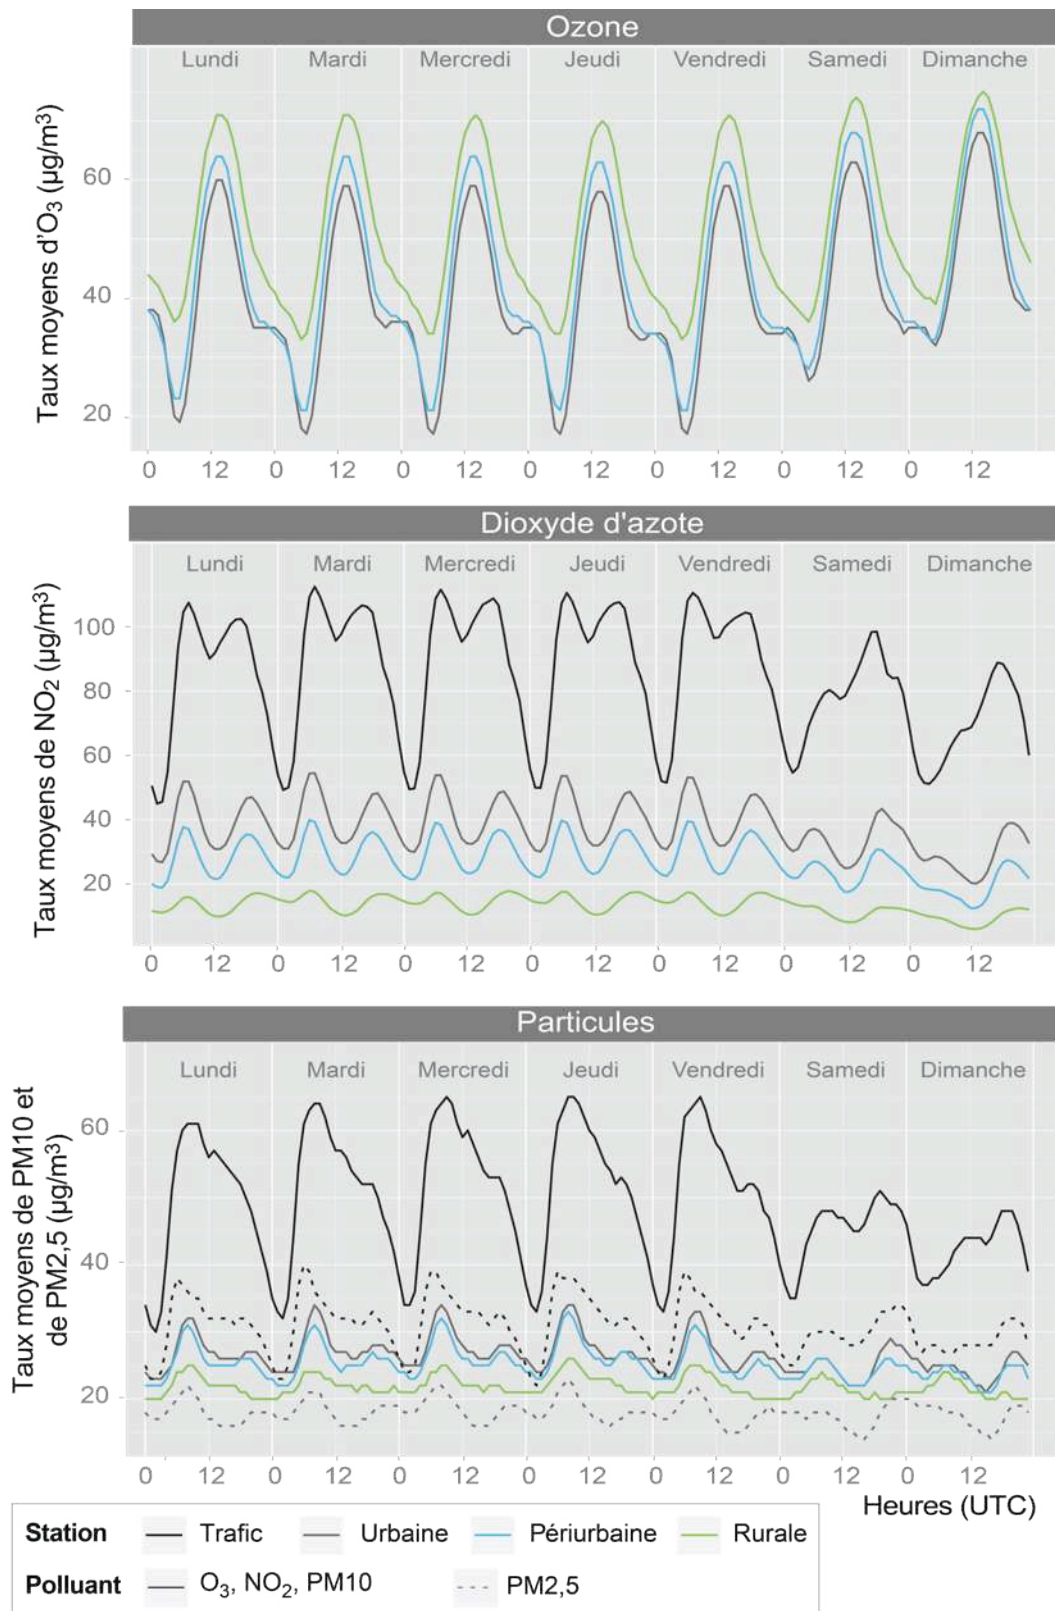 Ozone
Lundi Mardi Mercredi Jeudi Vendredi Samedi Dimanche
Taux moyens d'O3 (µg/m3)
60
40
20
0 12 0 12 0 12 0 12 0 12 0 12 0 12
Dioxyde d'azote
Lundi Mardi Mercredi Jeudi Vendredi Samedi Dimanche
Taux moyens de NO2 (µg/m3)
100
80
60
40
20
0 12 0 12 0 12 0 12 0 12 0 12 0 12
Particules
Lundi Mardi Mercredi Jeudi Vendredi Samedi Dimanche
Taux moyens de PM10 et
de PM2,5 (µg/m3)
60
40
20
0 12 0 12 0 12 0 12 0 12 0 12 0 12
Heures (UTC)
Station Trafic Urbaine Périurbaine Rurale
Polluant O3, NO2, PM10 PM2,5